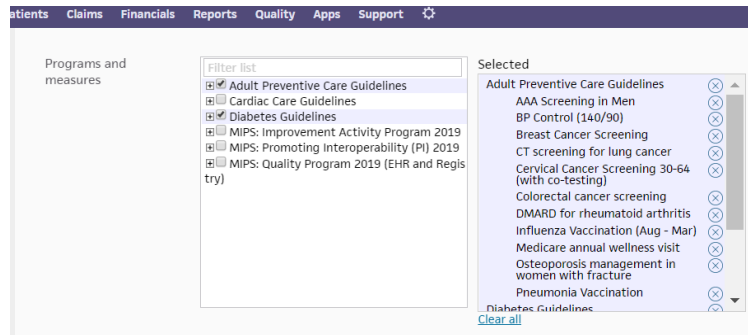 atients Claims Financials Reports Quality Apps Support
Programs and
measures
Filter list
Adult Preventive Care Guidelines
Cardiac Care Guidelines
Diabetes Guidelines
MIPS: Improvement Activity Program 2019
MIPS: Promoting Interoperability (PI) 2019
MIPS: Quality Program 2019 (EHR and Regis
try)
Selected
Adult Preventive Care Guidelines
AAA Screening in Men
BP Control (140/90)
Breast Cancer Screening
CT screening for lung cancer
Cervical Cancer Screening 30-64
(with co-testing)
Colorectal cancer screening
DMARD for rheumatoid arthritis
Influenza Vaccination (Aug - Mar)
Medicare annual wellness visit
Osteoporosis management in
women with fracture
Pneumonia Vaccination
Diabetes Guidelines
Clear all